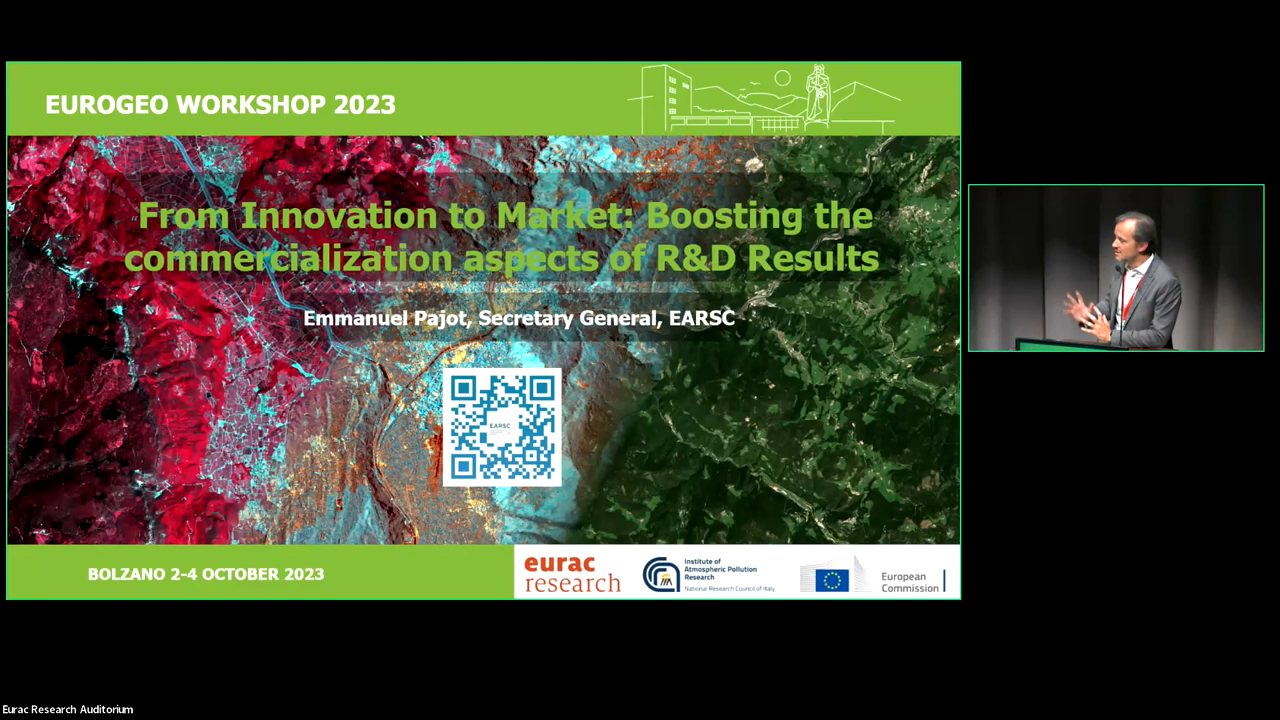 EUROGEO WORKSHOP 2023
From Innovation to Market: Boosting the
commercialization aspects of R&D Results
Emmanuel Pajot, Secretary General, EARSC
EARSC
BOLZANO 2-4 OCTOBER 2023
eurac
research
Institute of
Atmospheric Pollution
Research
National Research Council of Italy
European
Commission
Eurac Research Auditorium